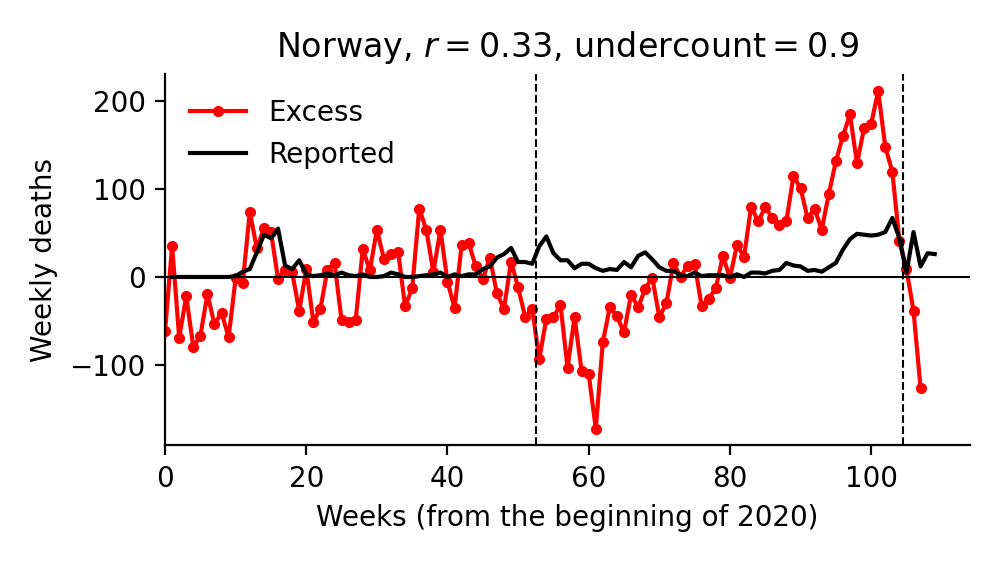 Norway, r = 0.33, undercount = 0.9
Excess
Reported
Weekly deaths
200
100
0
−100
0 20 40 60 80 100
Weeks (from the beginning of 2020)